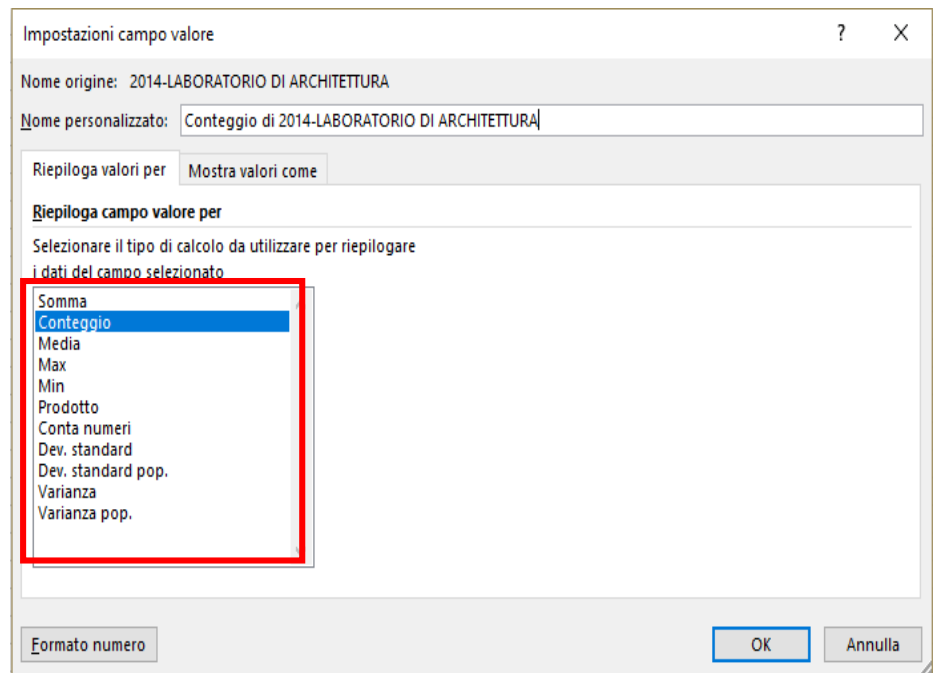 Impostazioni campo valore ? X
Nome origine: 2014-LABORATORIO DI ARCHITETTURA
Nome personalizzato: Conteggio di 2014-LABORATORIO DI ARCHITETTURA
Riepiloga valori per Mostra valori come
Riepiloga campo valore per
Selezionare il tipo di calcolo da utilizzare per riepilogare
i dati del campo selezionato
Somma
Conteggio
Media
Max
Min
Prodotto
Conta numeri
Dev. standard
Dev. standard pop.
Varianza
Varianza pop.
Formato numero OK Annulla